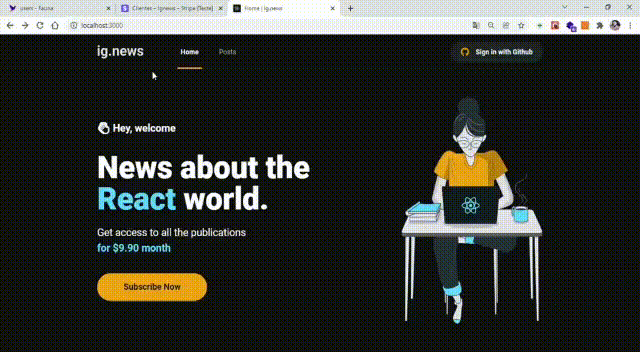 users - Fauna
Clientes – Ignews – Stripe [Teste]
Home | Ig.news
localhost:3000
ig.news
Home
Posts
Sign in with Github
👏 Hey, welcome
News about the
React world.
Get access to all the publications
for $9.90 month
Subscribe Now